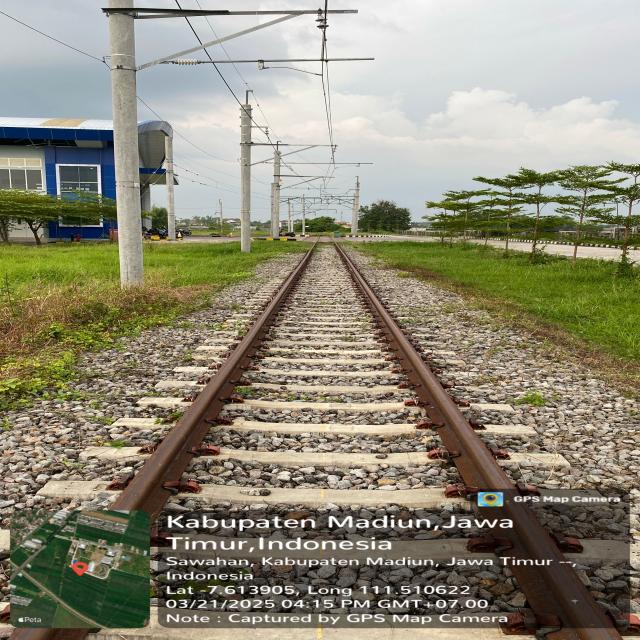 GPS Map Camera
Kabupaten Madiun,Jawa
Timur,Indonesia
Sawahan, Kabupaten Madiun, Jawa Timur --,
Indonesia
Lat -7.613905, Long 111.510622
03/21/2025 04:15 PM GMT+07.00
Note : Captured by GPS Map Camera
Peta